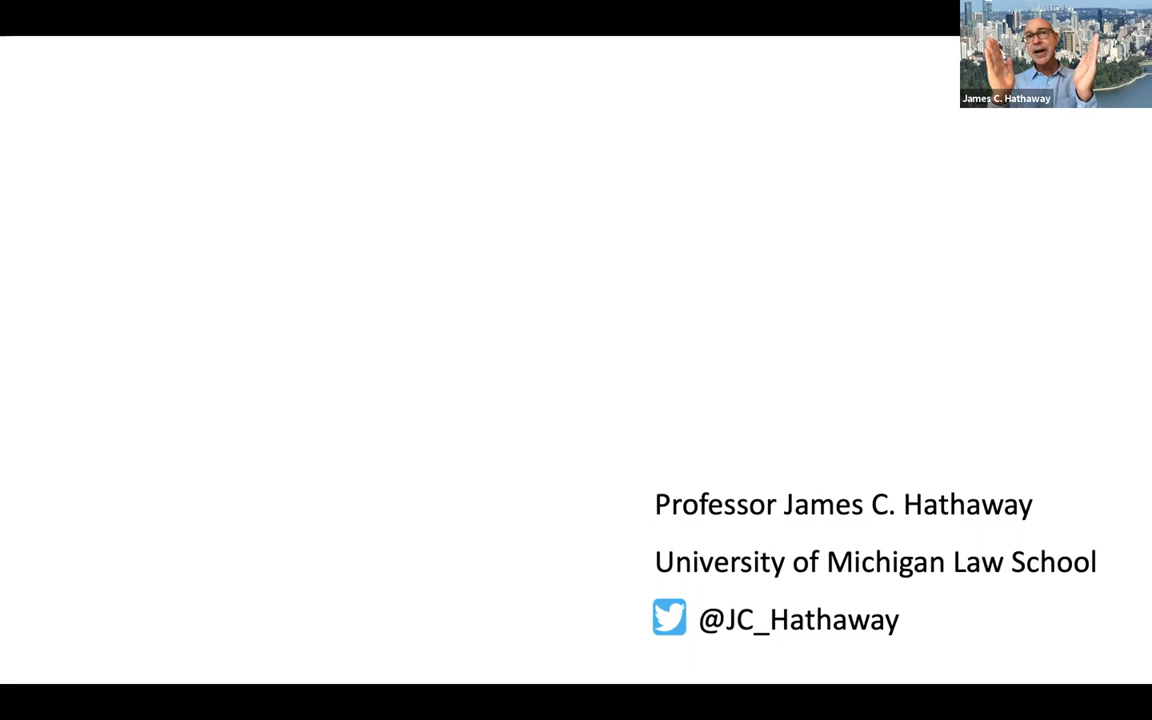 James C. Hathaway
Professor James C. Hathaway
University of Michigan Law School
@JC_Hathaway